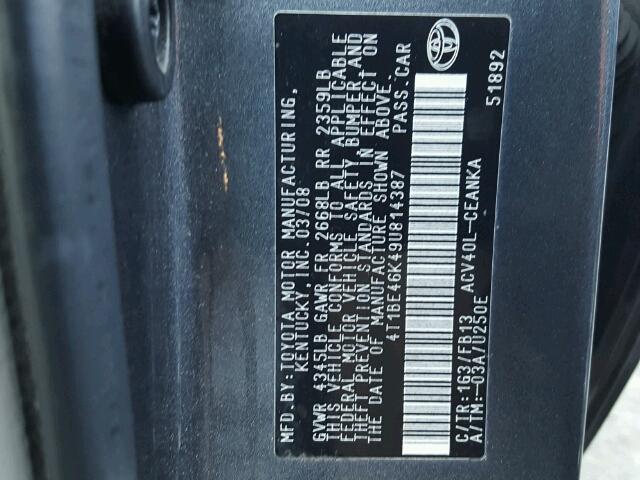 MFD.BY:TOYOTA MOTOR MANUFACTURING,
KENTUCKY, INC. 03/08
GVWR 4345LB GAWR FR 2668LB RR 2359LB
THIS VEHICLE CONFORMS TO ALL APPLICABLE
FEDERAL MOTOR VEHICLE SAFETY, BUMPER, AND
THEFT PREVENTION STANDARDS IN EFFECT ON
THE DATE OF MANUFACTURE SHOWN ABOVE.
4T1BE46K49U814387 PASS.CAR
C/TR:1G3/FB13 ACV40L-CEANKA
A/TM:-03A/U250E
51892